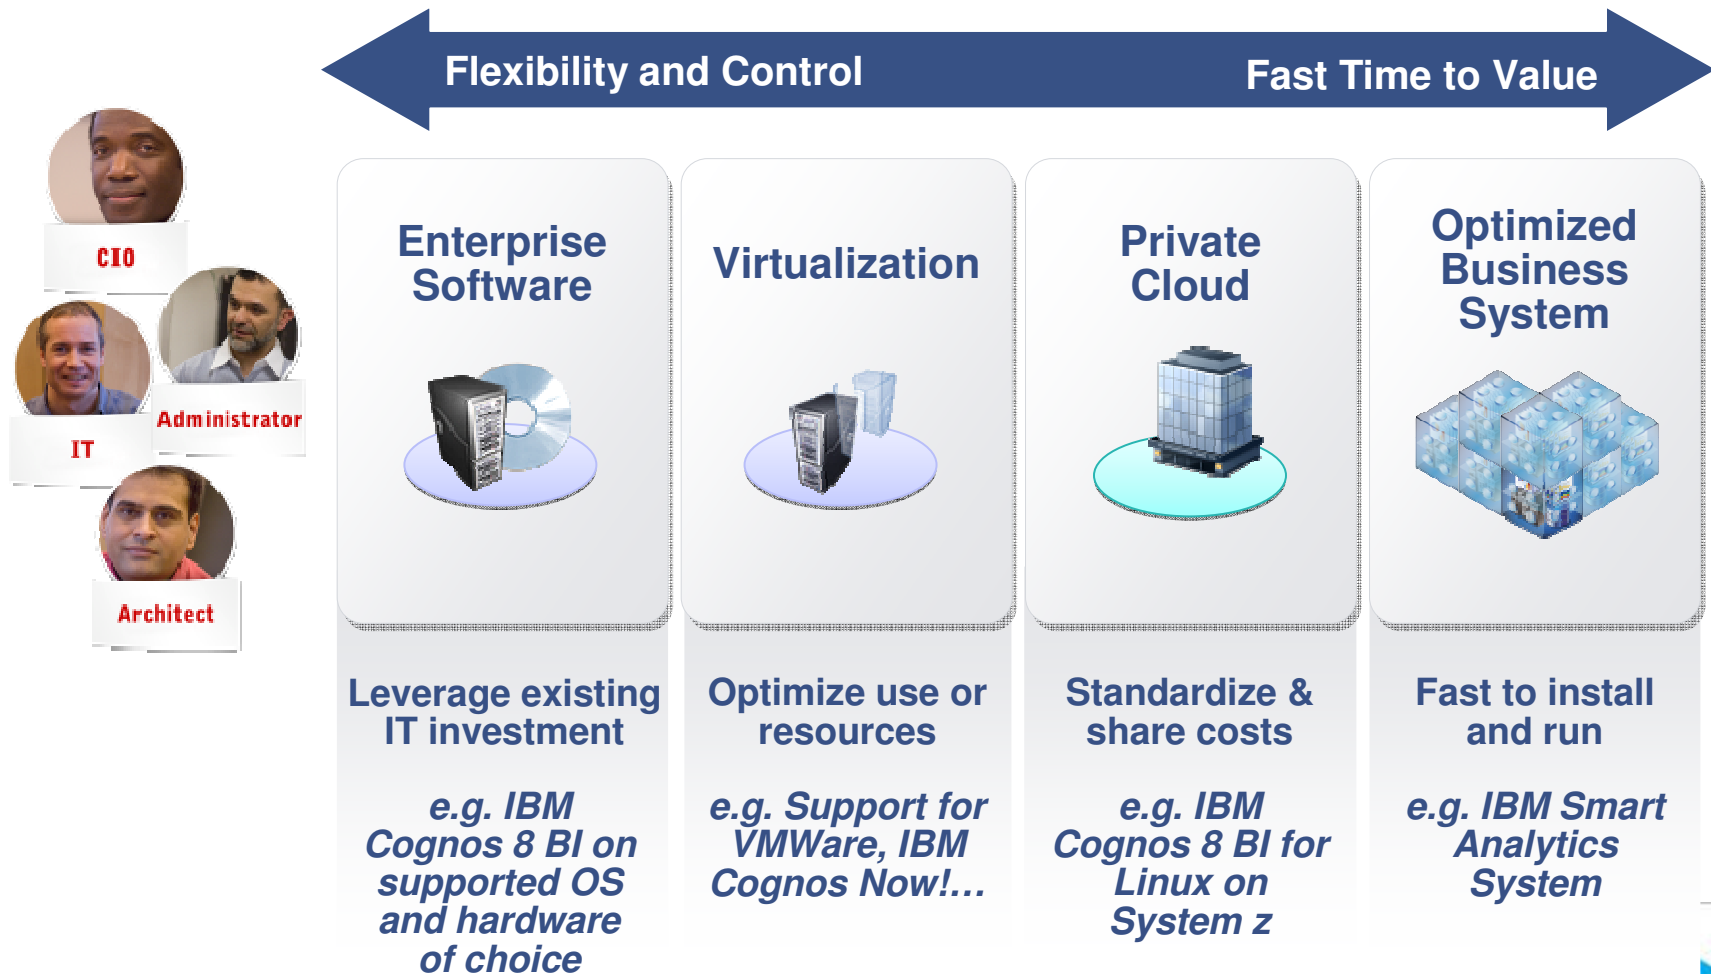 Flexibility and Control
Fast Time to Value
CIO
Administrator
IT
Architect
Enterprise
Software
Virtualization
Private
Cloud
Optimized
Business
System
Leverage existing
IT investment
e.g. IBM
Cognos 8 BI on
supported OS
and hardware
of choice
Optimize use or
resources
e.g. Support for
VMWare, IBM
Cognos Now!...
Standardize &
share costs
e.g. IBM
Cognos 8 BI for
Linux on
System z
Fast to install
and run
e.g. IBM Smart
Analytics
System